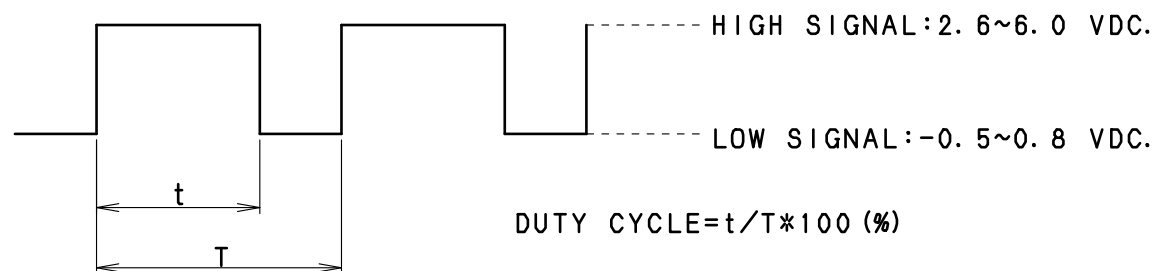 HIGH SIGNAL:2.6~6.0 VDC.
LOW SIGNAL:-0.5~0.8 VDC.
t
DUTY CYCLE=t/T*100(%)
T